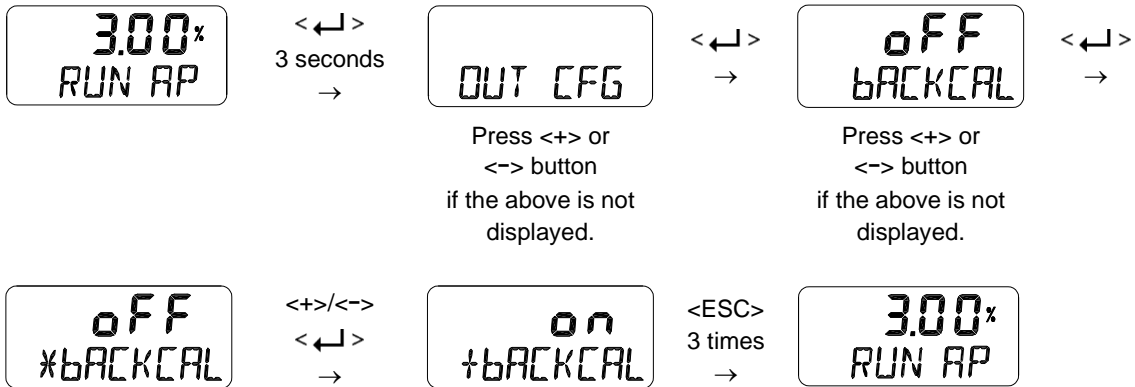 3.00%
RUN AP
<↵>
3 seconds
→
OUT CFG
Press <+> or
<-> button
if the above is not
displayed.
<↵>
→
oFF
bACKCAL
Press <+> or
<-> button
if the above is not
displayed.
<↵>
→
oFF
*bACKCAL
<+>/<->
<↵>
→
on
+bACKCAL
<ESC>
3 times
→
3.00%
RUN AP